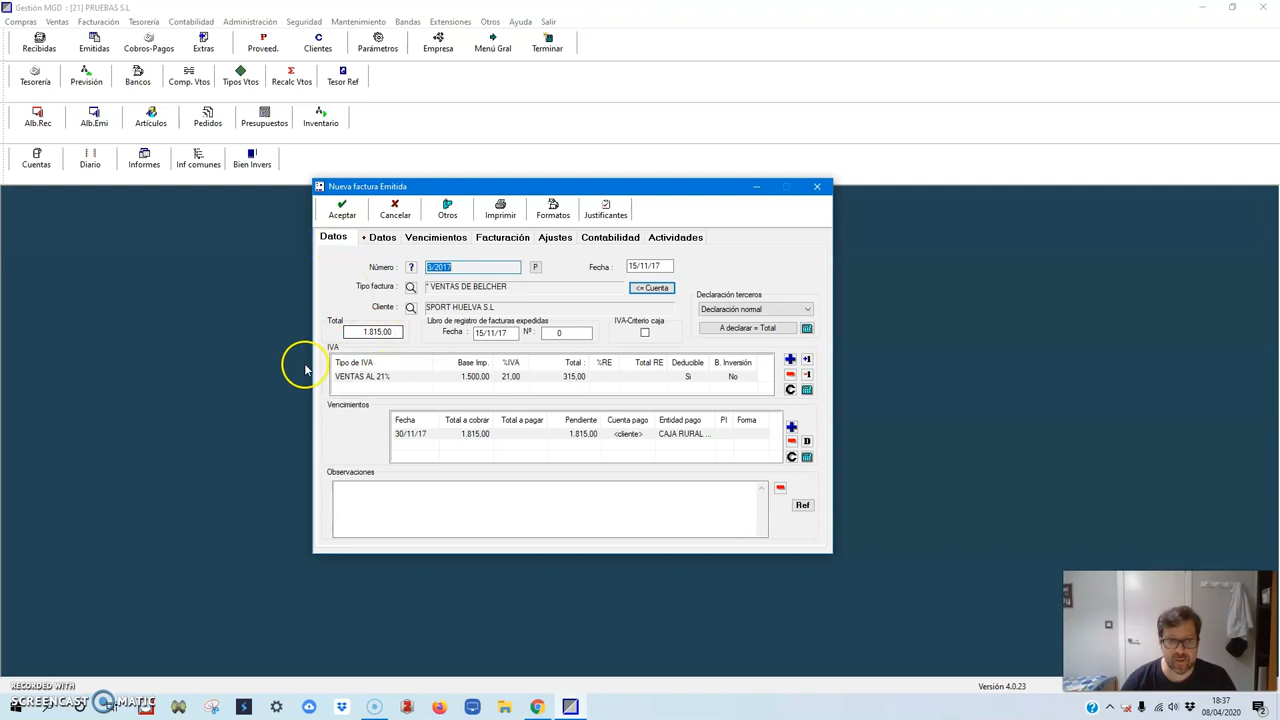 Gestión MGD : [21] PRUEBAS S.L
Compras Ventas Facturación Tesorería Contabilidad Administración Seguridad Mantenimiento Bandas Extensiones Otros Ayuda Salir
Recibidas Emitidas Cobros-Pagos Extras Proveed. Clientes Parámetros Empresa Menú Gral Terminar
Tesorería Previsión Bancos Comp. Vtos Tipos Vtos Recalc Vtos Tesor Ref
Alb.Rec Alb.Emi Artículos Pedidos Presupuestos Inventario
Cuentas Diario Informes Inf comunes Bien Invers
Nueva factura Emitida
Aceptar Cancelar Otros Imprimir Formatos Justificantes
Datos + Datos Vencimientos Facturación Ajustes Contabilidad Actividades
Número : ? 3/2017 P Fecha : 15/11/17
Tipo factura : * VENTAS DE BELCHER <= Cuenta
Declaración terceros
Cliente : SPORT HUELVA S.L
Declaración normal
Total Libro de registro de facturas expedidas IVA-Criterio caja
1.815,00 Fecha : 15/11/17 Nº : 0 A declarar = Total
IVA
Tipo de IVA Base Imp. %IVA Total : %RE Total RE Deducible B. Inversión +1
VENTAS AL 21% 1.500,00 21,00 315,00 Si No -1
C
Vencimientos
Fecha Total a cobrar Total a pagar Pendiente Cuenta pago Entidad pago PI Forma
30/11/17 1.815,00 1.815,00 <cliente> CAJA RURAL ... D
C
Observaciones
Ref
RECORDED WITH
SCREENCAST MATIC
Versión 4.0.23
18:37
08/04/2020